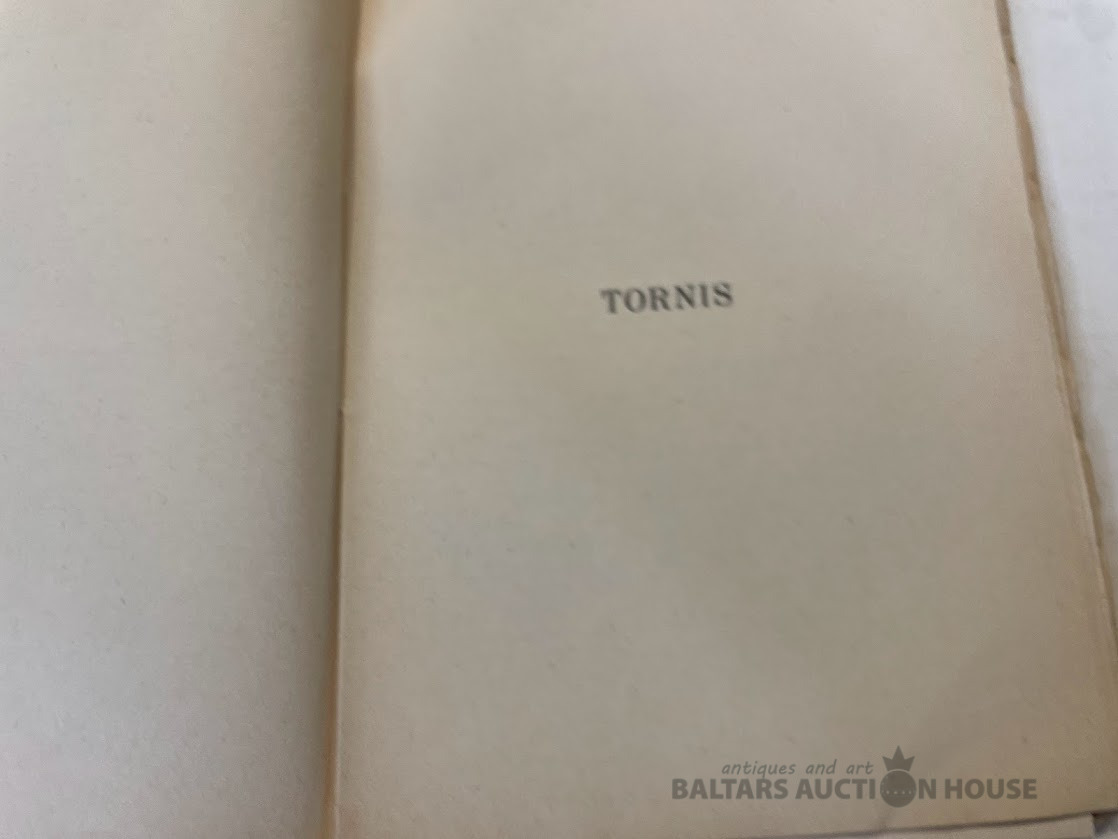 TORNIS
antiques and art
BALTARS AUCTION HOUSE